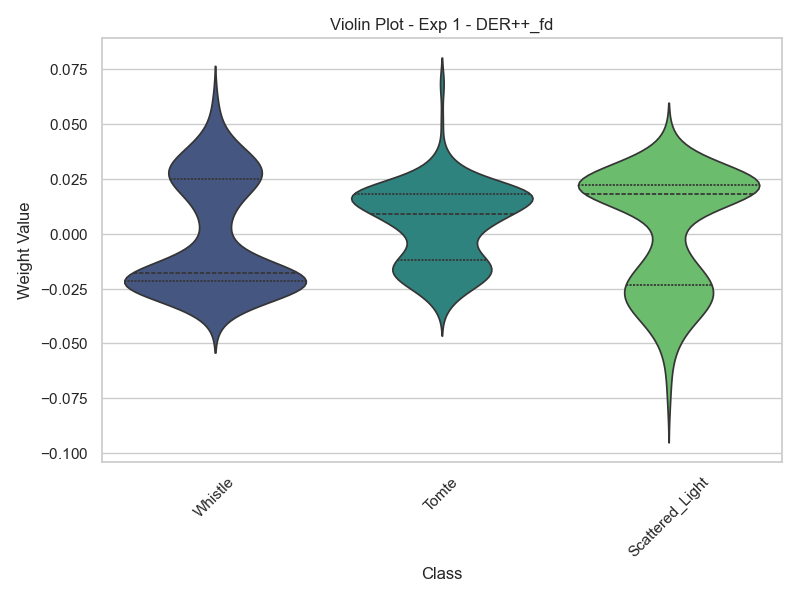 Violin Plot - Exp 1 - DER++_fd
Weight Value
0.075
0.050
0.025
0.000
−0.025
−0.050
−0.075
−0.100
Whistle
Tomte
Scattered_Light
Class